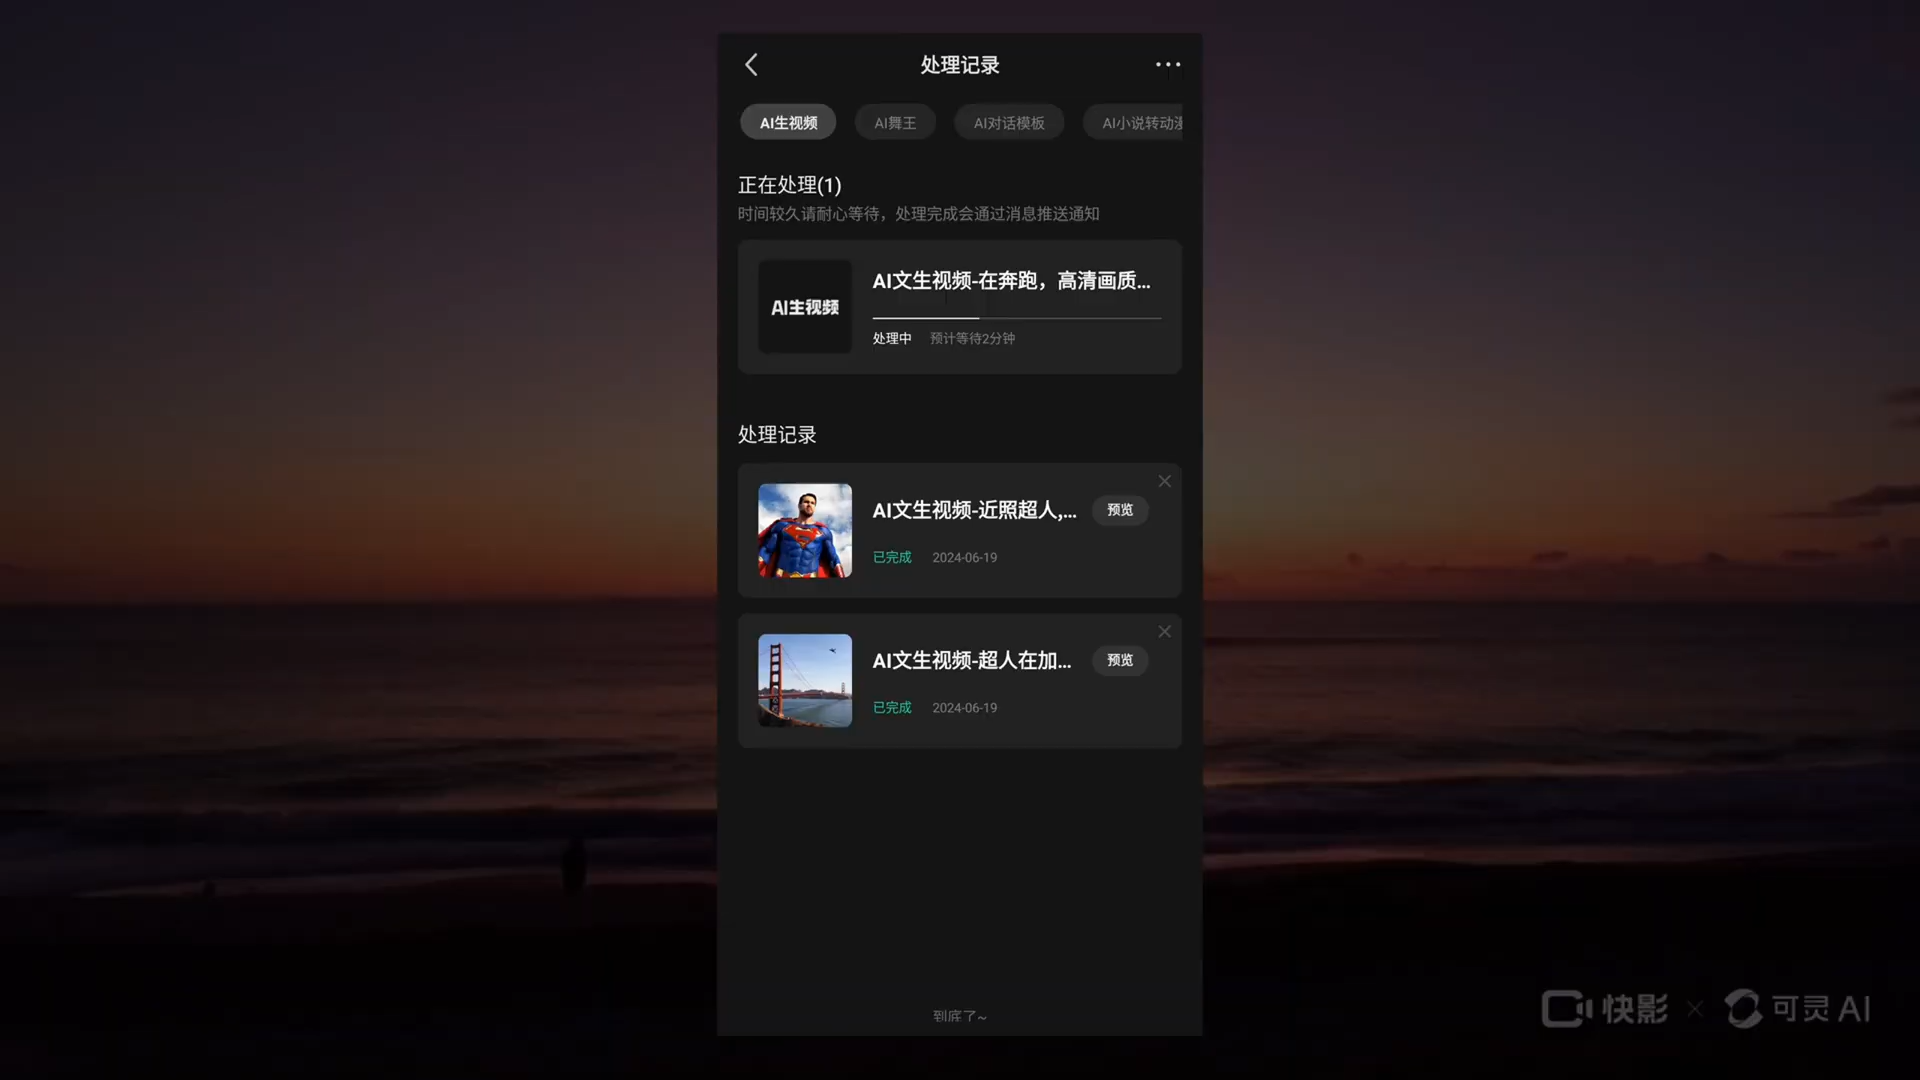 处理记录
AI生视频
AI舞王
AI对话模板
AI小说转动漫
正在处理(1)
时间较久请耐心等待，处理完成会通过消息推送通知
AI生视频
AI文生视频-在奔跑，高清画质...
处理中 预计等待2分钟
处理记录
AI文生视频-近照超人,...
预览
已完成 2024-06-19
AI文生视频-超人在加...
预览
已完成 2024-06-19
到底了~
快影 × 可灵 AI